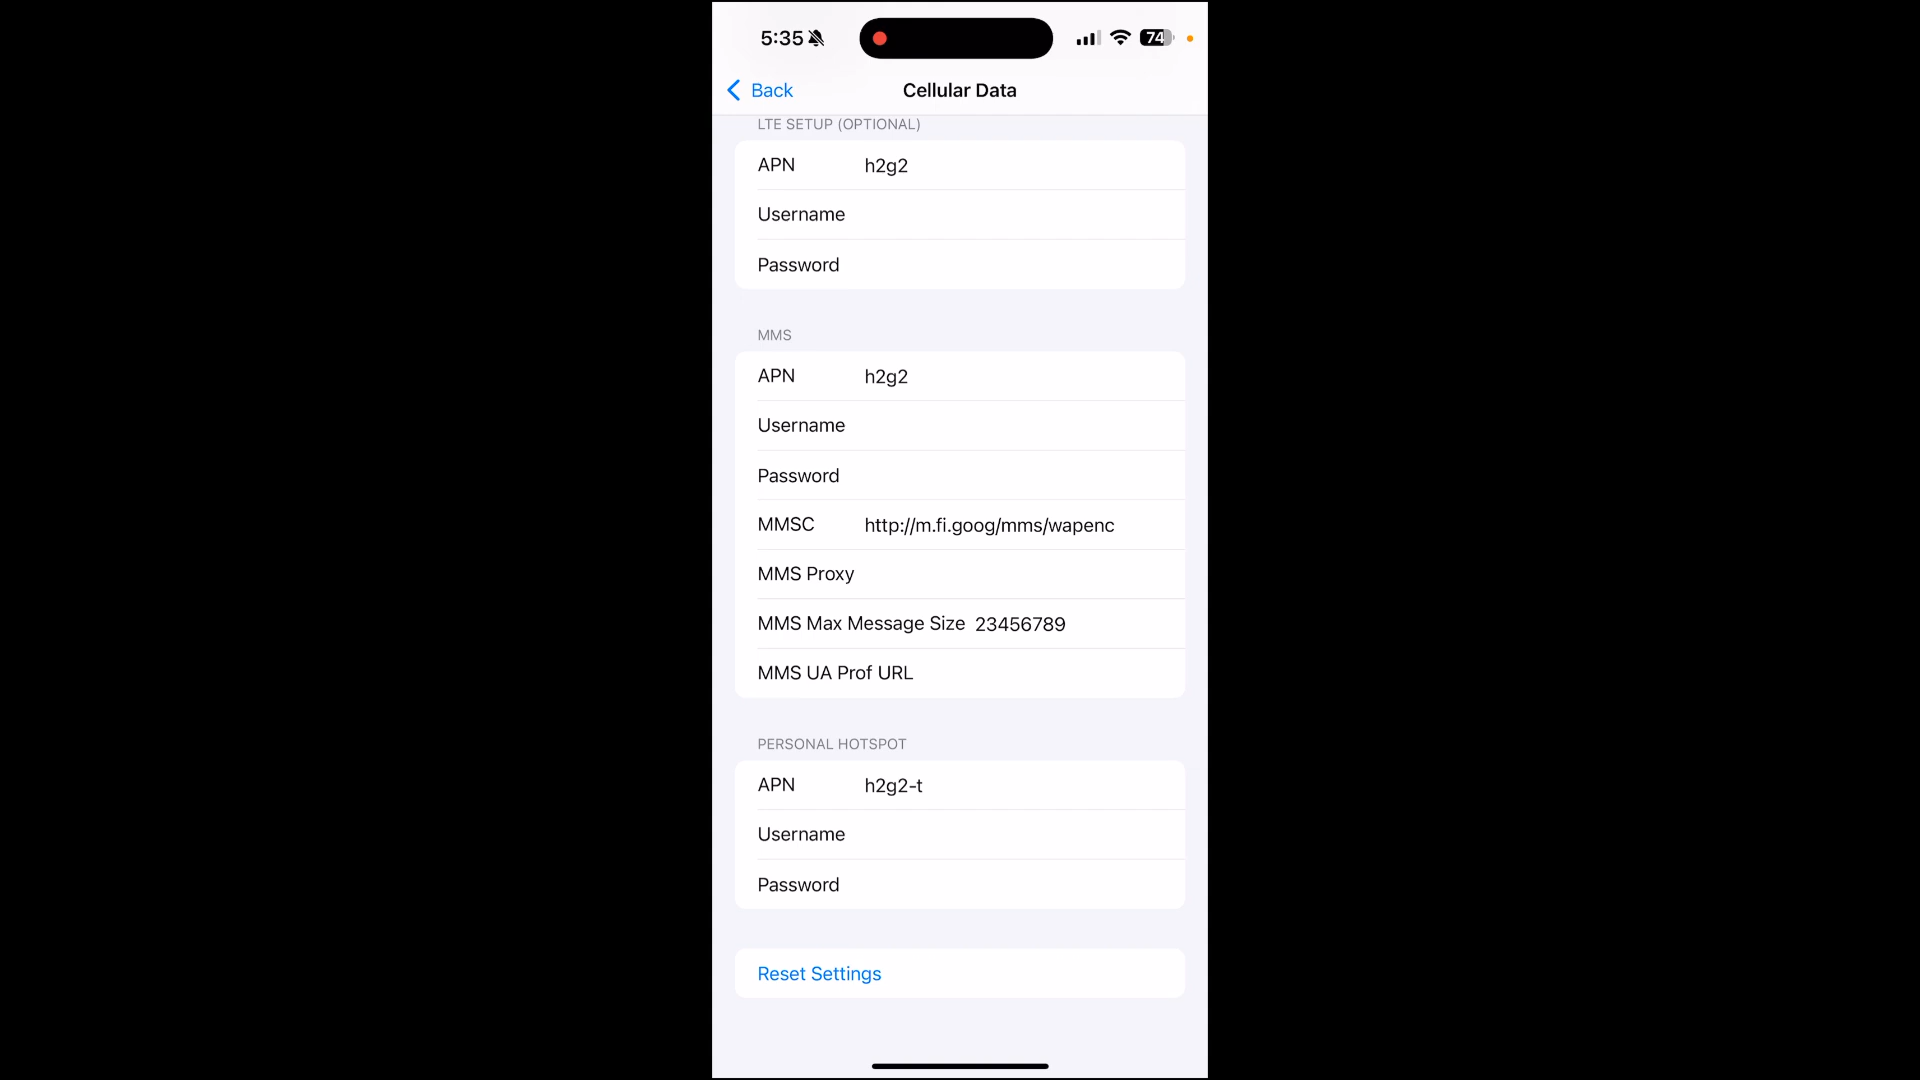 5:35 74
Back Cellular Data
LTE SETUP (OPTIONAL)
APN h2g2
Username
Password
MMS
APN h2g2
Username
Password
MMSC http://m.fi.goog/mms/wapenc
MMS Proxy
MMS Max Message Size 23456789
MMS UA Prof URL
PERSONAL HOTSPOT
APN h2g2-t
Username
Password
Reset Settings